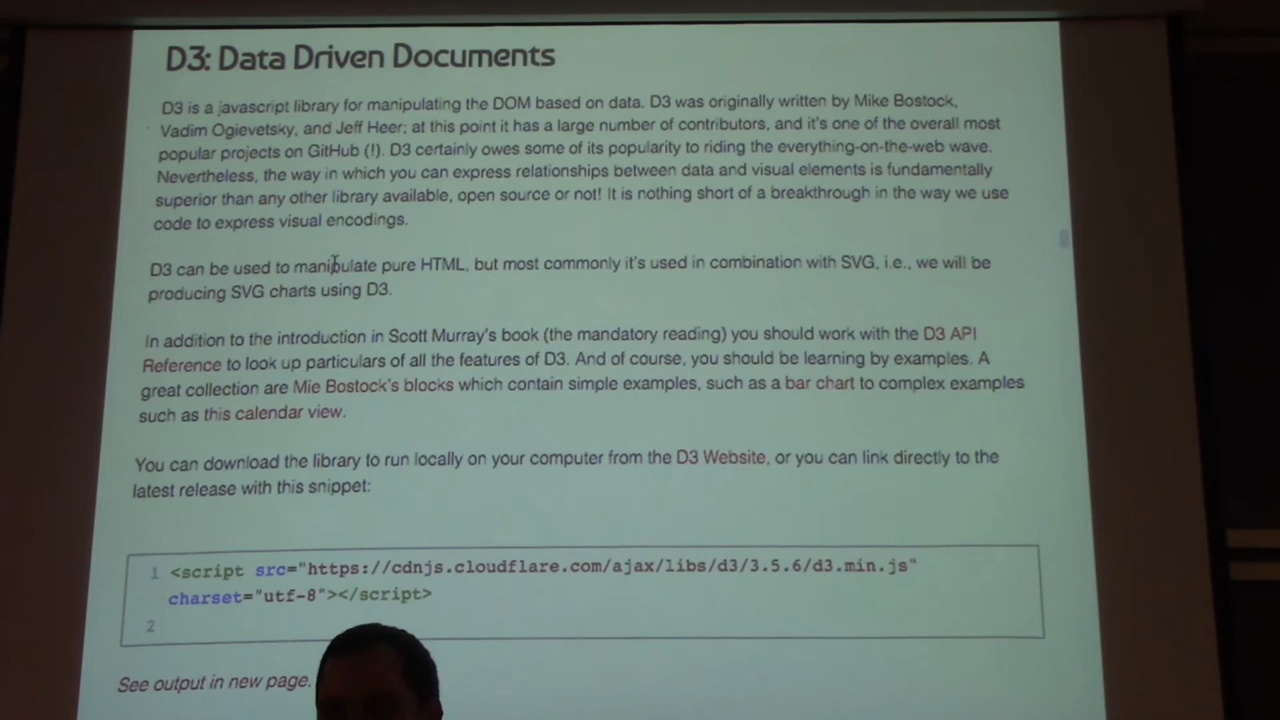 D3: Data Driven Documents
D3 is a javascript library for manipulating the DOM based on data. D3 was originally written by Mike Bostock,
Vadim Ogievetsky, and Jeff Heer; at this point it has a large number of contributors, and it's one of the overall most
popular projects on GitHub (!). D3 certainly owes some of its popularity to riding the everything-on-the-web wave.
Nevertheless, the way in which you can express relationships between data and visual elements is fundamentally
superior than any other library available, open source or not! It is nothing short of a breakthrough in the way we use
code to express visual encodings.
D3 can be used to manipulate pure HTML, but most commonly it's used in combination with SVG, i.e., we will be
producing SVG charts using D3.
In addition to the introduction in Scott Murray's book (the mandatory reading) you should work with the D3 API
Reference to look up particulars of all the features of D3. And of course, you should be learning by examples. A
great collection are Mie Bostock's blocks which contain simple examples, such as a bar chart to complex examples
such as this calendar view.
You can download the library to run locally on your computer from the D3 Website, or you can link directly to the
latest release with this snippet:
1 <script src="https://cdnjs.cloudflare.com/ajax/libs/d3/3.5.6/d3.min.js"
charset="utf-8"></script>
2
See output in new page.